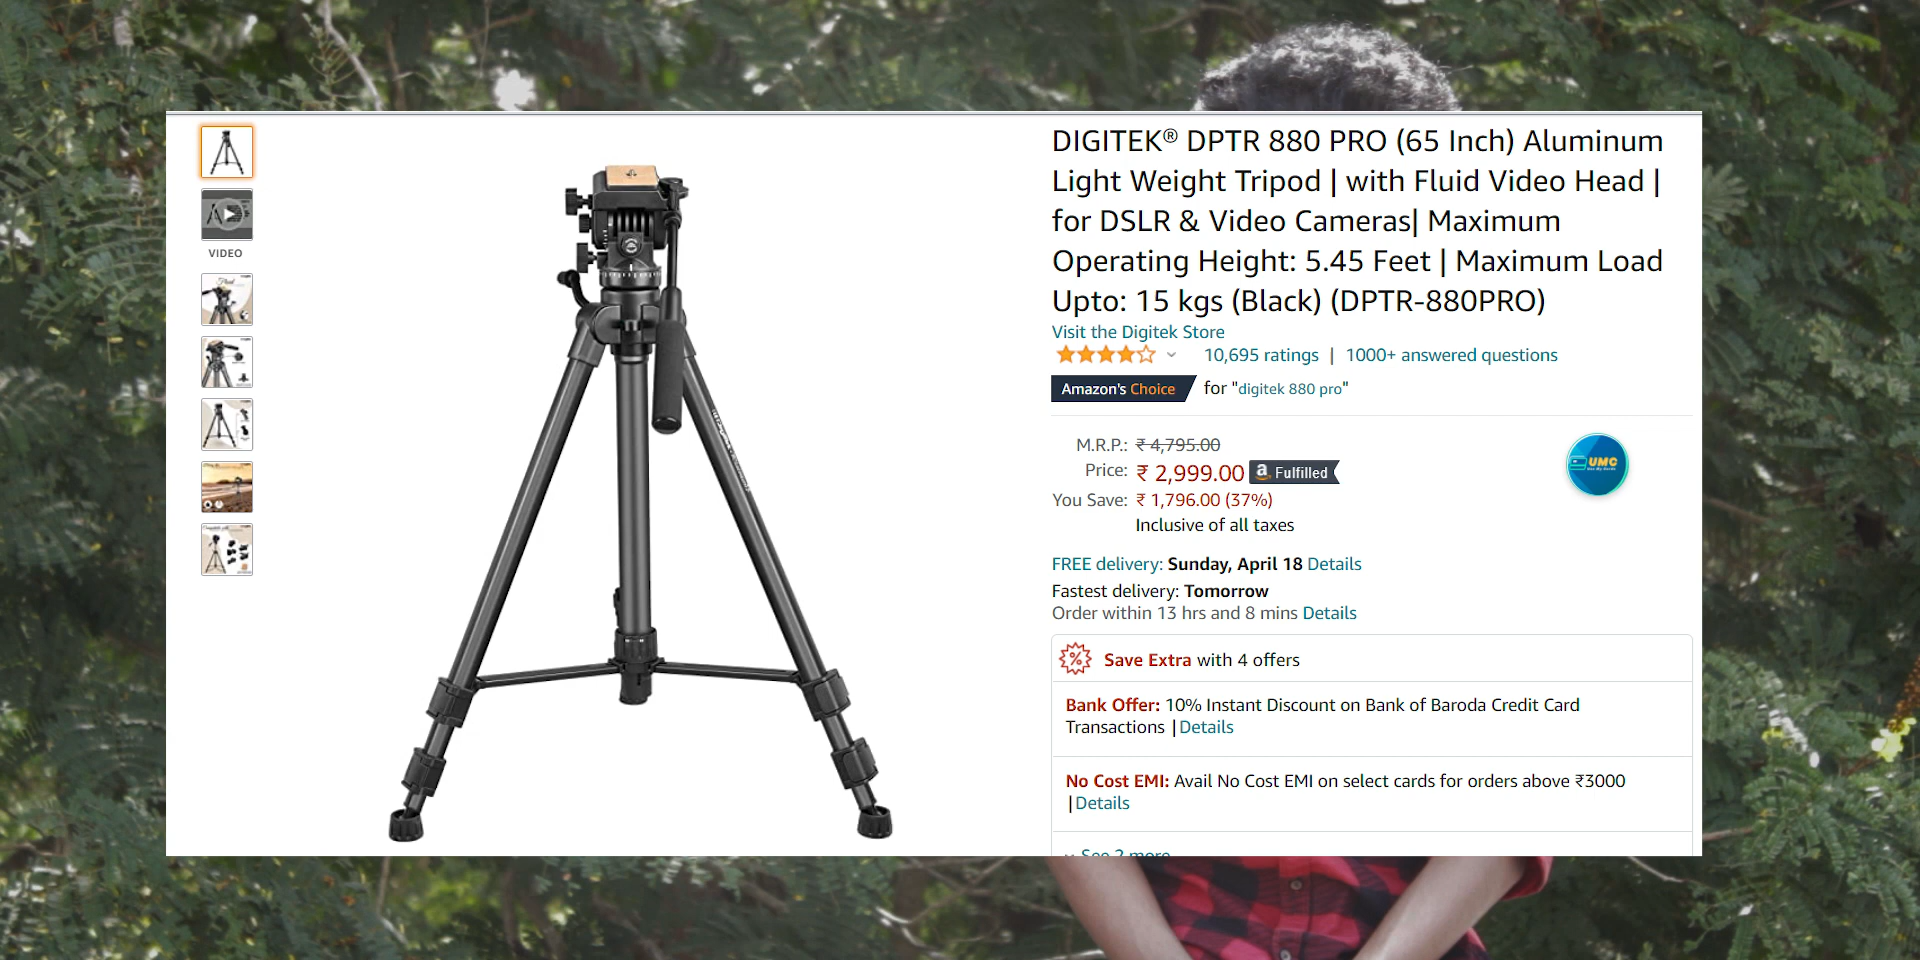 DIGITEK® DPTR 880 PRO (65 Inch) Aluminum
Light Weight Tripod | with Fluid Video Head |
for DSLR & Video Cameras| Maximum
Operating Height: 5.45 Feet | Maximum Load
Upto: 15 kgs (Black) (DPTR-880PRO)
Visit the Digitek Store
10,695 ratings | 1000+ answered questions
Amazon's Choice for "digitek 880 pro"
M.R.P.: ₹ 4,795.00
Price: ₹ 2,999.00 a Fulfilled
You Save: ₹ 1,796.00 (37%)
Inclusive of all taxes
UMC
FREE delivery: Sunday, April 18 Details
Fastest delivery: Tomorrow
Order within 13 hrs and 8 mins Details
Save Extra with 4 offers
Bank Offer: 10% Instant Discount on Bank of Baroda Credit Card
Transactions |Details
No Cost EMI: Avail No Cost EMI on select cards for orders above ₹3000
|Details
See 2 more
VIDEO